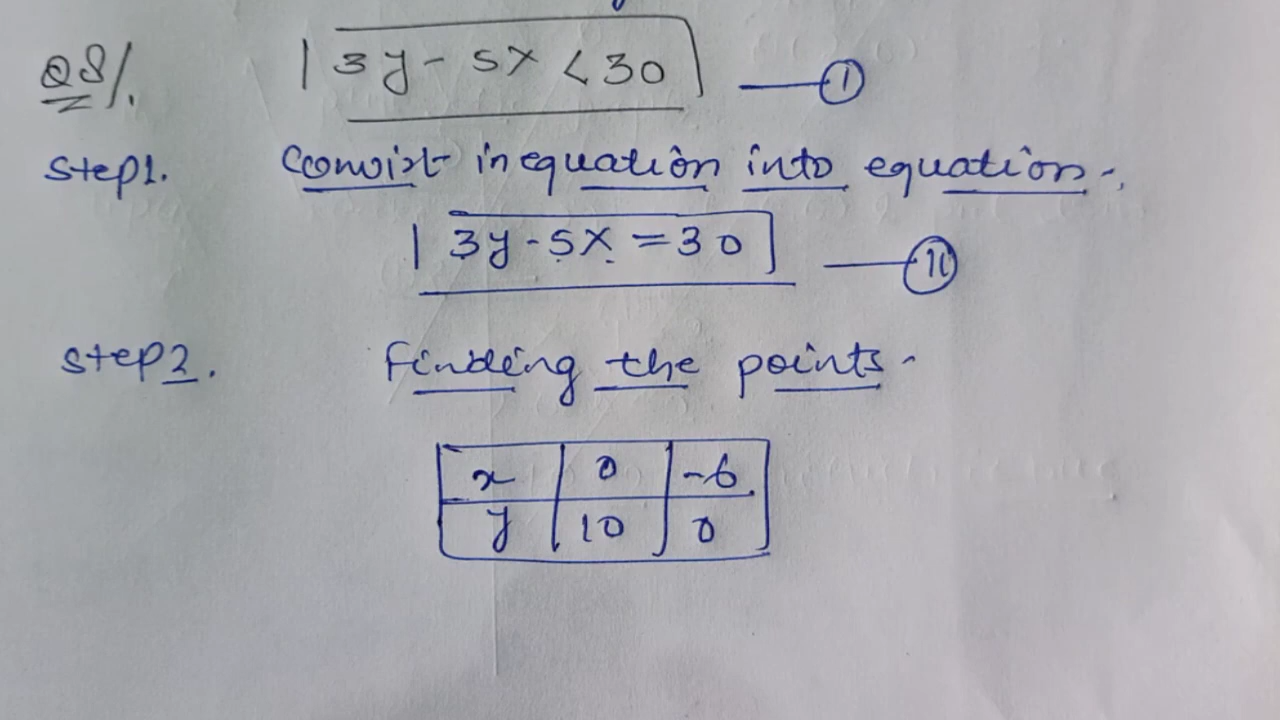 Q8/. 3y - 5x < 30 — I
Step1. Convirt inequation into equation.
3y - 5x = 30 — II
Step2. finding the points.
x 0 -6
y 10 0